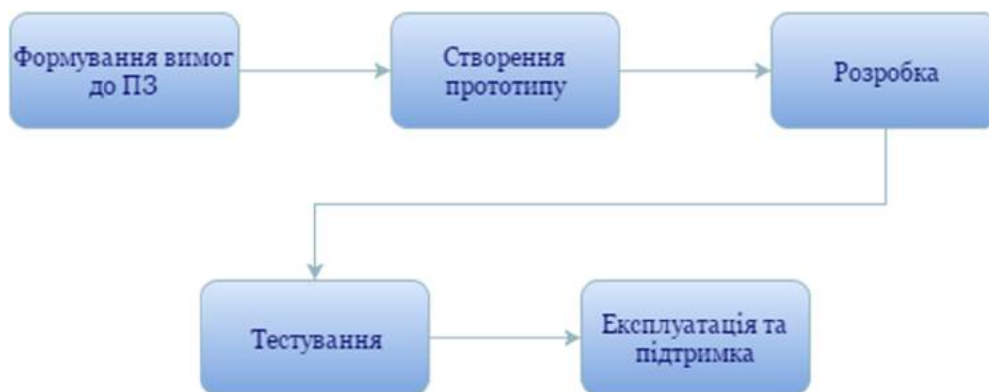 Формування вимог
до ПЗ
Створення
прототипу
Розробка
Тестування
Експлуатація та
підтримка